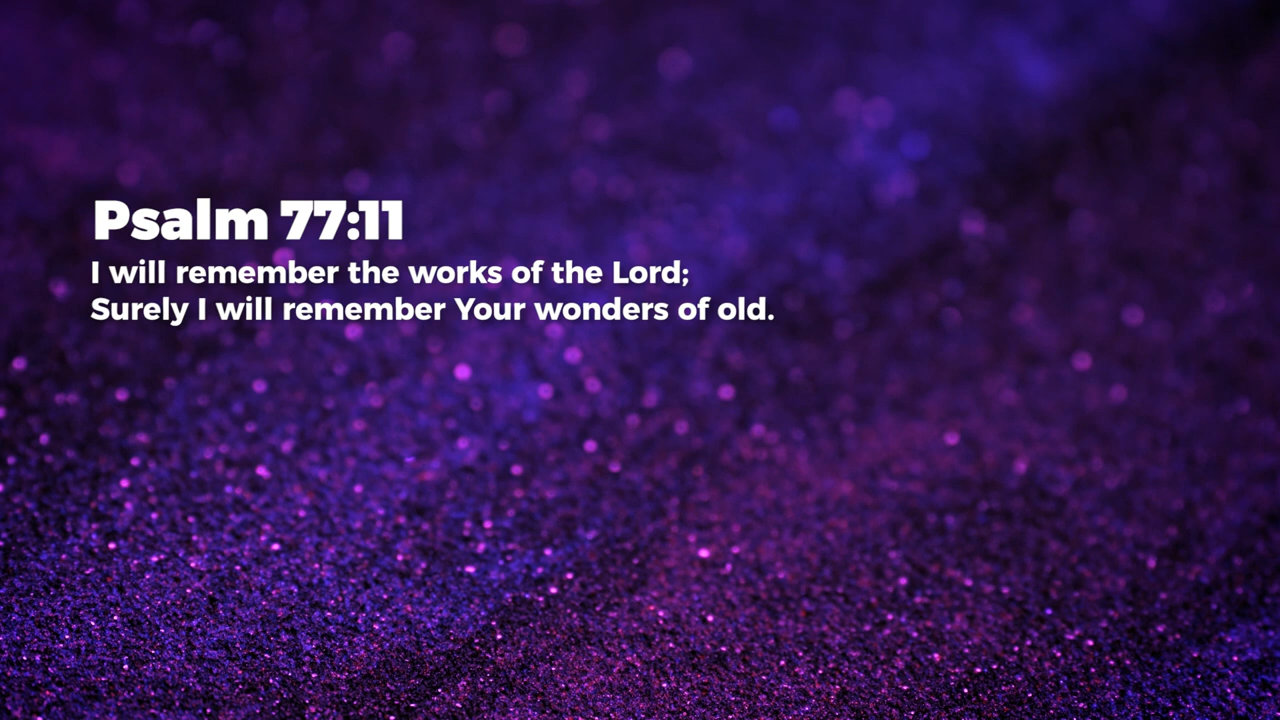 Psalm 77:11
I will remember the works of the Lord;
Surely I will remember Your wonders of old.